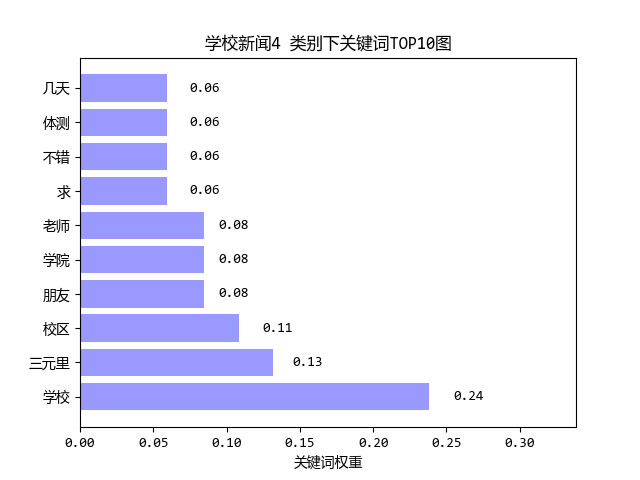 学校新闻4 类别下关键词TOP10图
几天 0.06
体测 0.06
不错 0.06
求 0.06
老师 0.08
学院 0.08
朋友 0.08
校区 0.11
三元里 0.13
学校 0.24
0.00 0.05 0.10 0.15 0.20 0.25 0.30
关键词权重